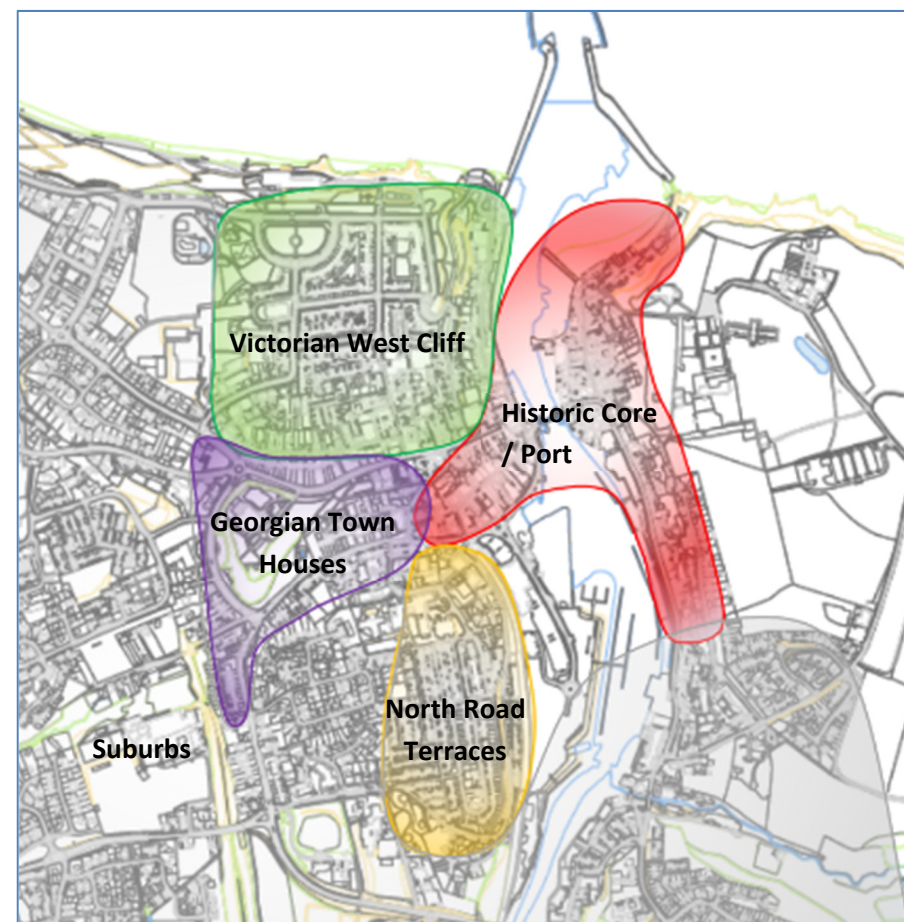 Victorian West Cliff
Historic Core
/ Port
Georgian Town
Houses
North Road
Terraces
Suburbs